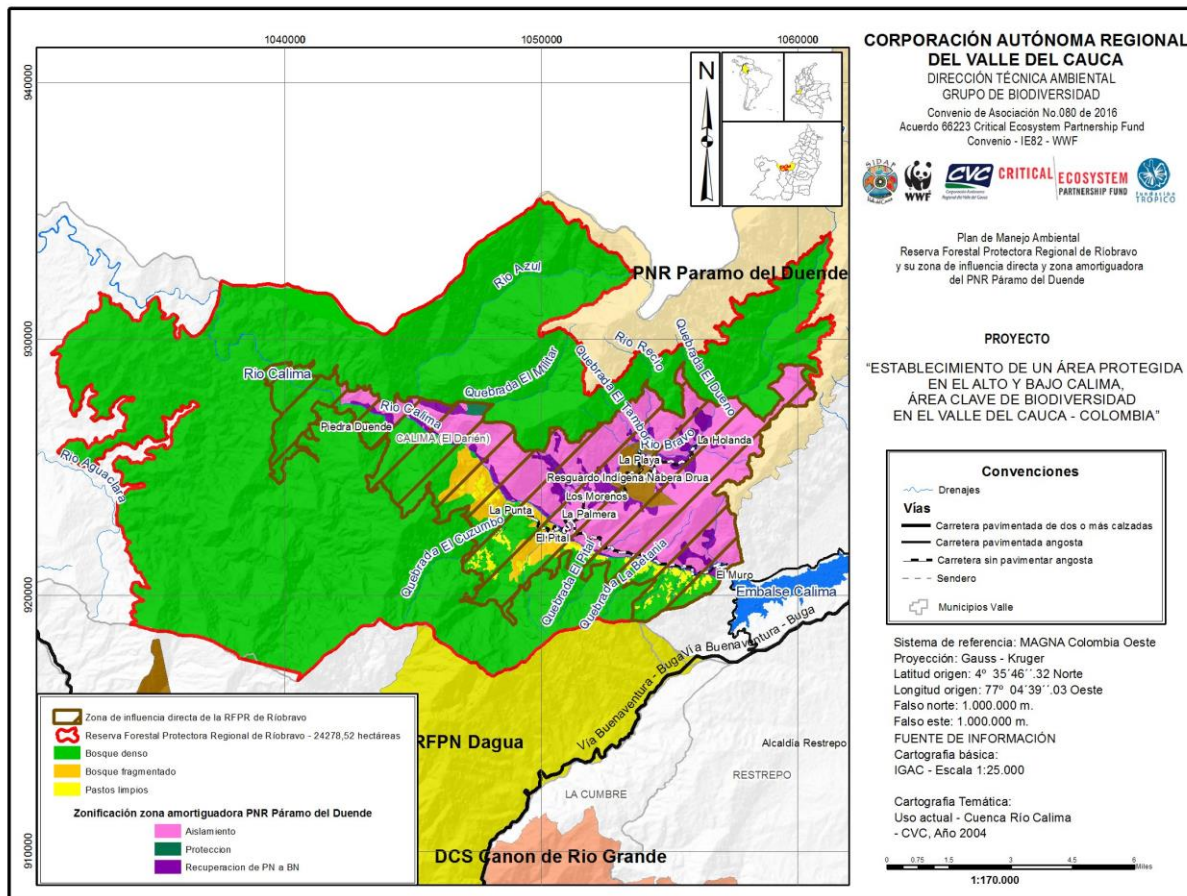 1040000
1050000
1060000
940000
930000
920000
910000
N
PNR Paramo del Duende
Rio Azul
Rio Recto
Quebrada El Dueno
Quebrada El Militar
Quebrada El Tambor
Rio Calima
Rio Calima
Piedra Duende
CALIMA (El Darién)
Rio Bravo
La Holanda
La Playa
Resguardo Indigena Nabera Drua
Los Morenos
La Palmera
La Punta
El Pital
Rio Aguaclara
Quebrada El Cuzumbo
Quebrada El Pital
Quebrada La Betania
El Muro
Embalse Calima
Vía Buenaventura - Buga
Vía Buenaventura - Buga
RFPN Dagua
Alcaldía Restrepo
RESTREPO
LA CUMBRE
DCS Canon de Rio Grande
Zona de influencia directa de la RFPR de Ríobravo
Reserva Forestal Protectora Regional de Ríobravo - 24278,52 hectáreas
Bosque denso
Bosque fragmentado
Pastos limpios
Zonificación zona amortiguadora PNR Páramo del Duende
Aislamiento
Proteccion
Recuperacion de PN a BN
CORPORACIÓN AUTÓNOMA REGIONAL
DEL VALLE DEL CAUCA
DIRECCIÓN TÉCNICA AMBIENTAL
GRUPO DE BIODIVERSIDAD
Convenio de Asociación No.080 de 2016
Acuerdo 66223 Critical Ecosystem Partnership Fund
Convenio - IE82 - WWF
SIDAP
WWF
CVC
CRITICAL ECOSYSTEM
PARTNERSHIP FUND
Fundación
TRÓPICO
Plan de Manejo Ambiental
Reserva Forestal Protectora Regional de Ríobravo
y su zona de influencia directa y zona amortiguadora
del PNR Páramo del Duende
PROYECTO
"ESTABLECIMIENTO DE UN ÁREA PROTEGIDA
EN EL ALTO Y BAJO CALIMA,
ÁREA CLAVE DE BIODIVERSIDAD
EN EL VALLE DEL CAUCA - COLOMBIA"
Convenciones
Drenajes
Vías
Carretera pavimentada de dos o más calzadas
Carretera pavimentada angosta
Carretera sin pavimentar angosta
Sendero
Municipios Valle
Sistema de referencia: MAGNA Colombia Oeste
Proyección: Gauss - Kruger
Latitud origen: 4º 35´46´´.32 Norte
Longitud origen: 77º 04´39´´.03 Oeste
Falso norte: 1.000.000 m.
Falso este: 1.000.000 m.
FUENTE DE INFORMACIÓN
Cartografía básica:
IGAC - Escala 1:25.000
Cartografía Temática:
Uso actual - Cuenca Río Calima
- CVC, Año 2004
0 0.75 1.5 3 4.5 6
Miles
1:170.000